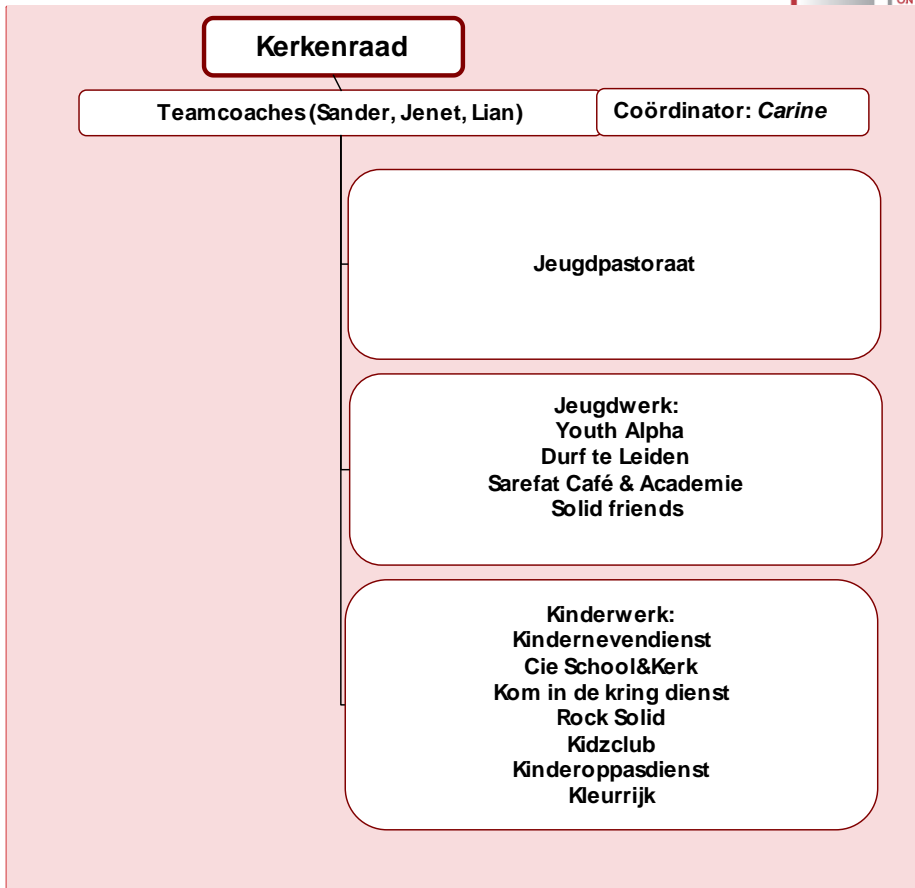 ON
Kerkenraad
Teamcoaches (Sander, Jenet, Lian)
Coördinator: Carine
Jeugdpastoraat
Jeugdwerk:
Youth Alpha
Durf te Leiden
Sarefat Café & Academie
Solid friends
Kinderwerk:
Kindernevendienst
Cie School&Kerk
Kom in de kring dienst
Rock Solid
Kidzclub
Kinderoppasdienst
Kleurrijk